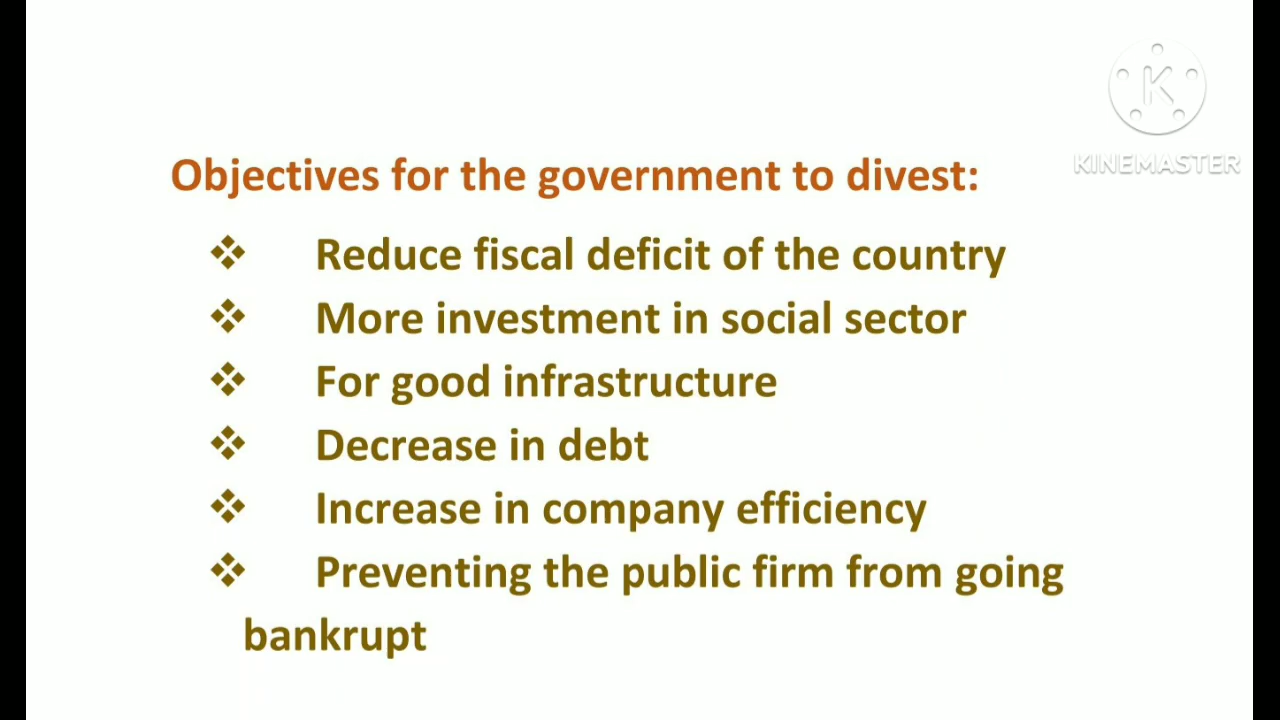 K
KINEMASTER
Objectives for the government to divest:
❖ Reduce fiscal deficit of the country
❖ More investment in social sector
❖ For good infrastructure
❖ Decrease in debt
❖ Increase in company efficiency
❖ Preventing the public firm from going
bankrupt